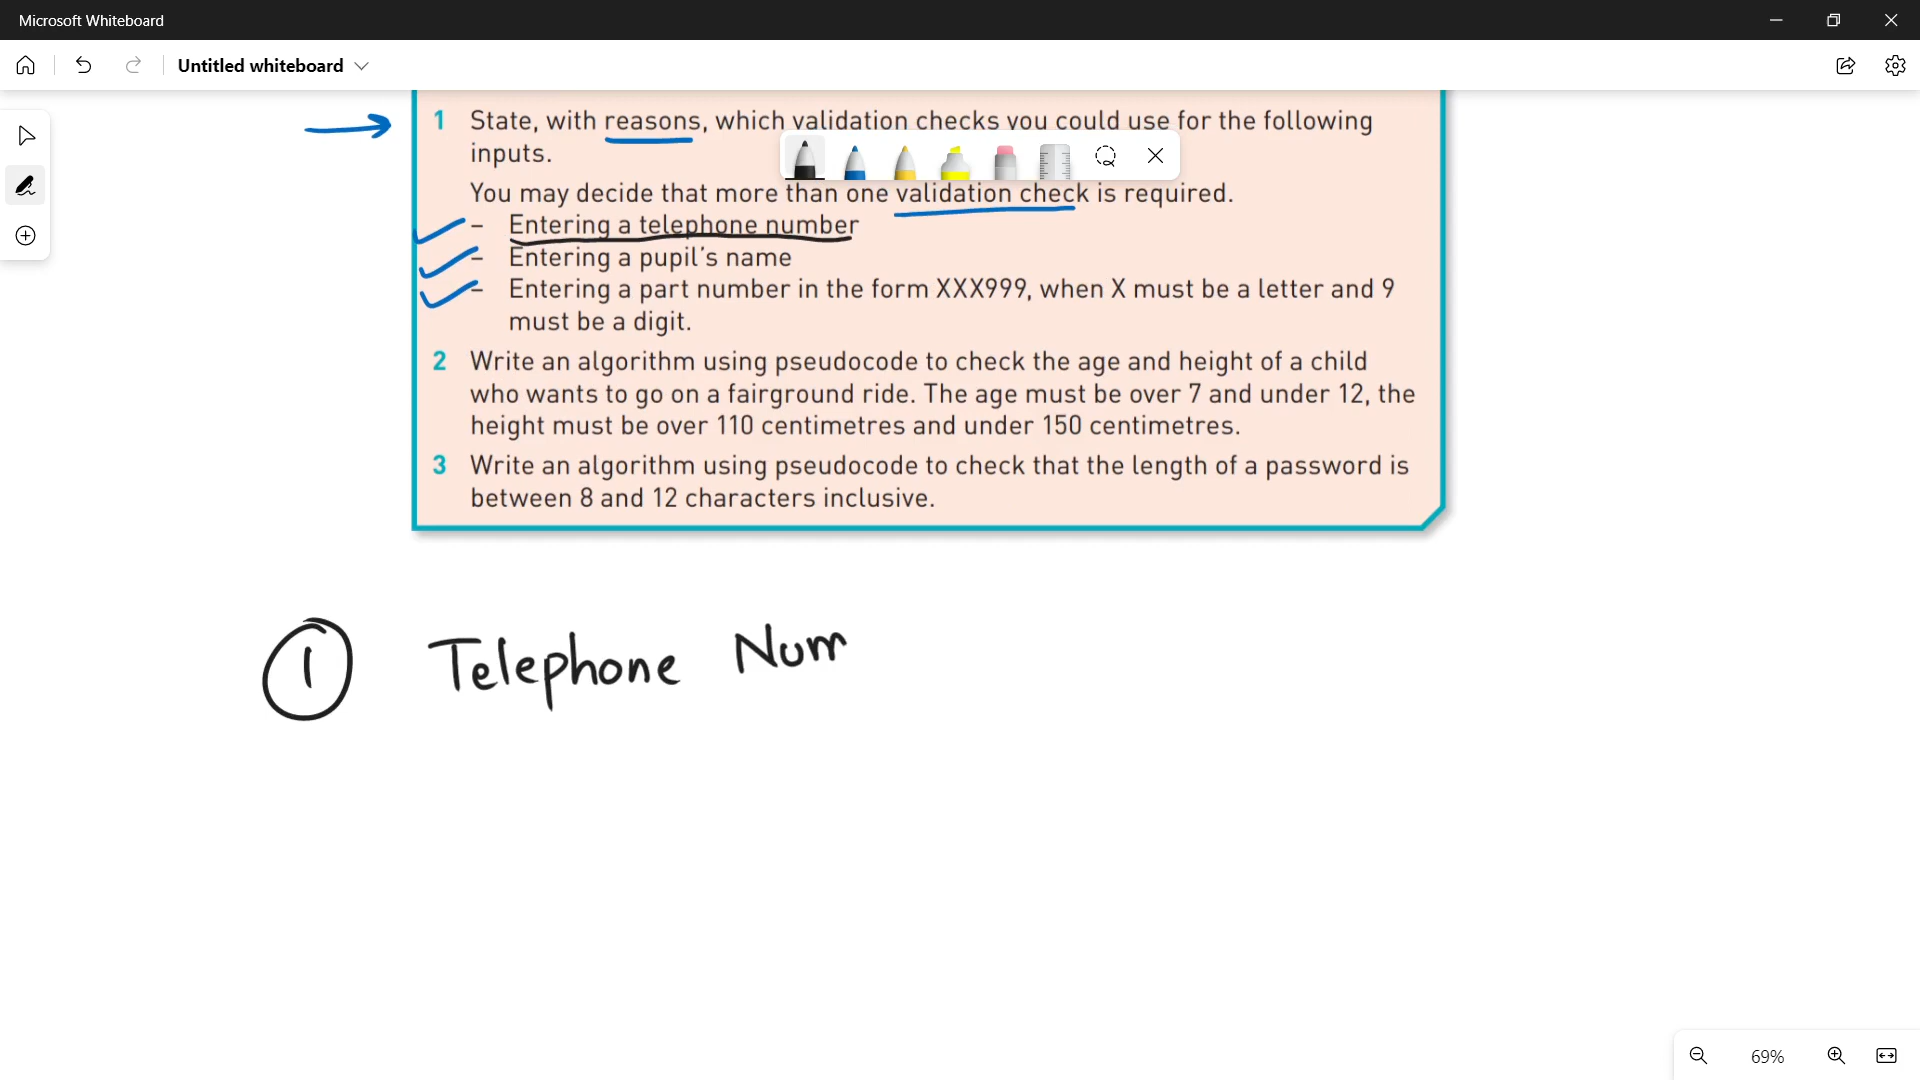 Microsoft Whiteboard
Untitled whiteboard
1 State, with reasons, which validation checks you could use for the following
inputs.
You may decide that more than one validation check is required.
– Entering a telephone number
– Entering a pupil’s name
– Entering a part number in the form XXX999, when X must be a letter and 9
must be a digit.
2 Write an algorithm using pseudocode to check the age and height of a child
who wants to go on a fairground ride. The age must be over 7 and under 12, the
height must be over 110 centimetres and under 150 centimetres.
3 Write an algorithm using pseudocode to check that the length of a password is
between 8 and 12 characters inclusive.
1 Telephone Num
69%